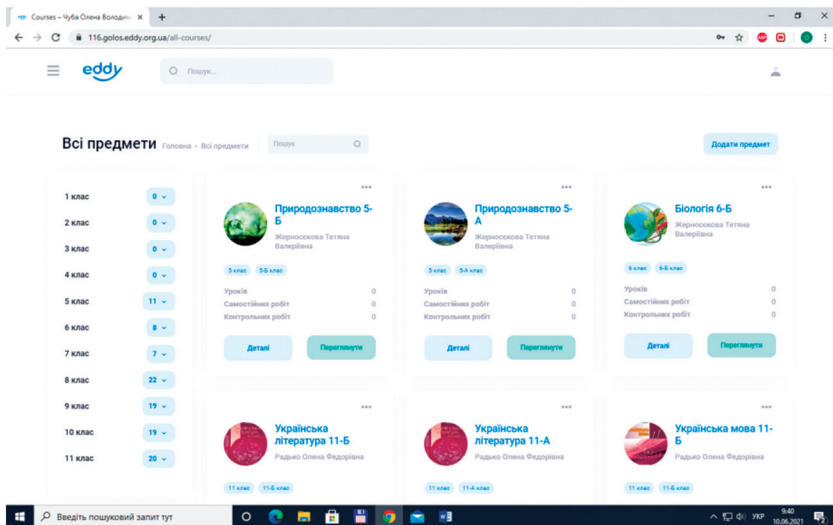 Courses – Чуба Олена Володими
116.golos.eddy.org.ua/all-courses/
eddy
Пошук...
Всі предмети
Головна - Всі предмети
Пошук
Додати предмет
1 клас 0
2 клас 0
3 клас 0
4 клас 0
5 клас 11
6 клас 8
7 клас 7
8 клас 22
9 клас 19
10 клас 19
11 клас 20
Природознавство 5-
Б
Жерносєкова Тетяна
Валеріївна
5 клас 5-Б клас
Уроків 0
Самостійних робіт 0
Контрольних робіт 0
Деталі Переглянути
Природознавство 5-
А
Жерносєкова Тетяна
Валеріївна
5 клас 5-А клас
Уроків 0
Самостійних робіт 0
Контрольних робіт 0
Деталі Переглянути
Біологія 6-Б
Жерносєкова Тетяна
Валеріївна
6 клас 6-Б клас
Уроків 0
Самостійних робіт 0
Контрольних робіт 0
Деталі Переглянути
Українська
література 11-Б
Радько Олена Федорівна
11 клас 11-Б клас
Українська
література 11-А
Радько Олена Федорівна
11 клас 11-А клас
Українська мова 11-
Б
Радько Олена Федорівна
11 клас 11-Б клас
Введіть пошуковий запит тут
УКР
9:40
10.06.2021